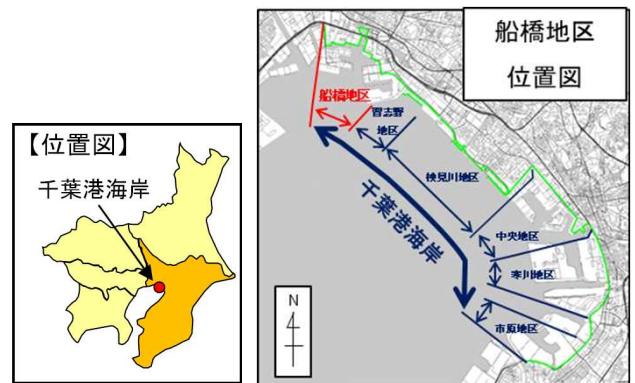 【位置図】
千葉港海岸
船橋地区
位置図
船橋地区
習志野
地区
検見川地区
千葉港海岸
中央地区
寒川地区
市原地区
N